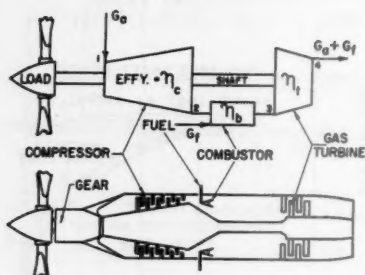 Ga
1
LOAD
EFFY. = ηc
SHAFT
ηt
4
Ga + Gf
2
ηb
3
FUEL
Gf
COMPRESSOR
COMBUSTOR
GAS
TURBINE
GEAR